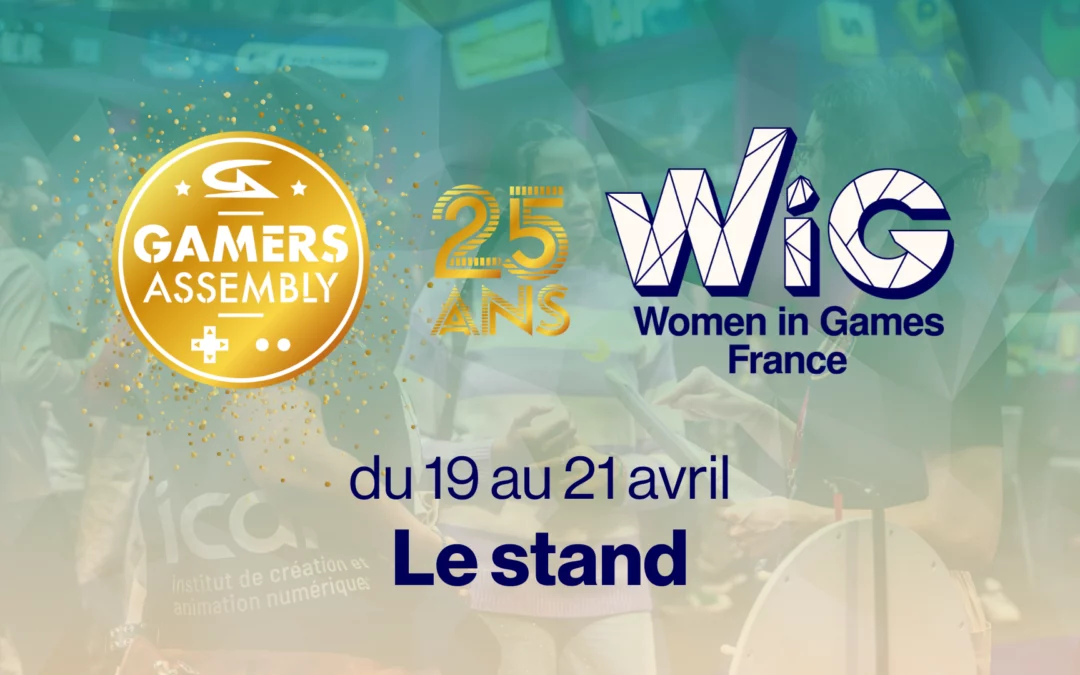 GAMERS
ASSEMBLY
25
ANS
WiG
Women in Games
France
du 19 au 21 avril
Le stand
ica
Institut de création et
animation numérique